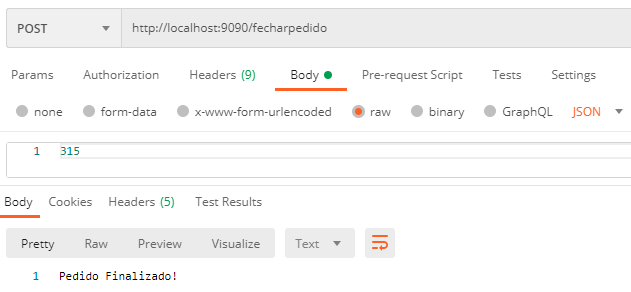 POST http://localhost:9090/fecharpedido
Params Authorization Headers (9) Body Pre-request Script Tests Settings
none form-data x-www-form-urlencoded raw binary GraphQL JSON
1 315
Body Cookies Headers (5) Test Results
Pretty Raw Preview Visualize Text
1 Pedido Finalizado!